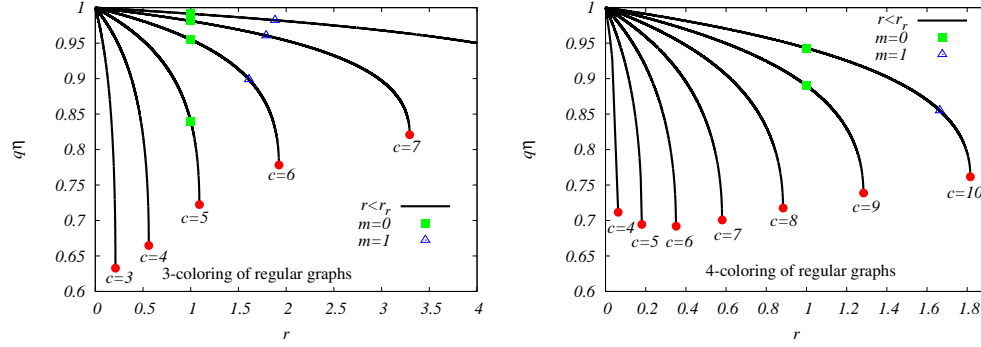 1
0.95
0.9
0.85
0.8
0.75
0.7
0.65
0.6
qη
0 0.5 1 1.5 2 2.5 3 3.5 4
r
c=3
c=4
c=5
c=6
c=7
r<r_r
m=0
m=1
3-coloring of regular graphs
1
0.95
0.9
0.85
0.8
0.75
0.7
0.65
0.6
qη
0 0.2 0.4 0.6 0.8 1 1.2 1.4 1.6 1.8
r
r<r_r
m=0
m=1
c=4
c=5
c=6
c=7
c=8
c=9
c=10
4-coloring of regular graphs